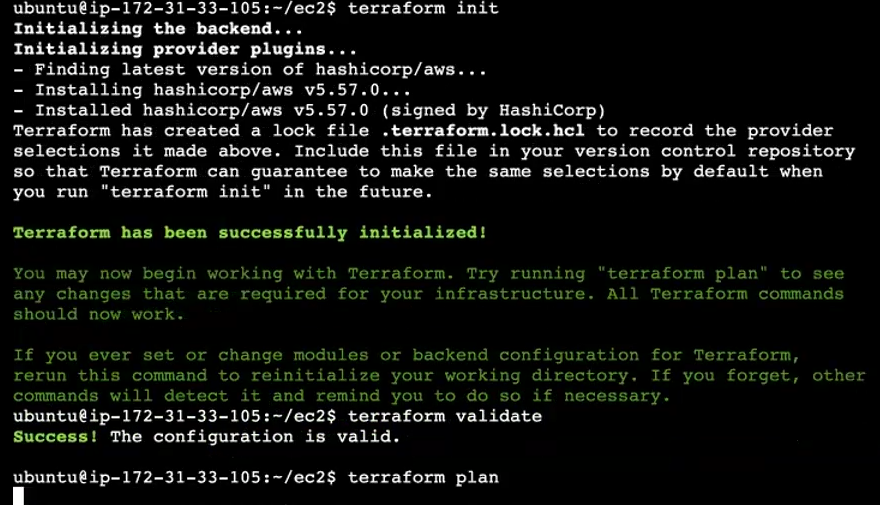 ubuntu@ip-172-31-33-105:~/ec2$ terraform init
Initializing the backend...
Initializing provider plugins...
- Finding latest version of hashicorp/aws...
- Installing hashicorp/aws v5.57.0...
- Installed hashicorp/aws v5.57.0 (signed by HashiCorp)
Terraform has created a lock file .terraform.lock.hcl to record the provider
selections it made above. Include this file in your version control repository
so that Terraform can guarantee to make the same selections by default when
you run "terraform init" in the future.

Terraform has been successfully initialized!

You may now begin working with Terraform. Try running "terraform plan" to see
any changes that are required for your infrastructure. All Terraform commands
should now work.

If you ever set or change modules or backend configuration for Terraform,
rerun this command to reinitialize your working directory. If you forget, other
commands will detect it and remind you to do so if necessary.
ubuntu@ip-172-31-33-105:~/ec2$ terraform validate
Success! The configuration is valid.

ubuntu@ip-172-31-33-105:~/ec2$ terraform plan